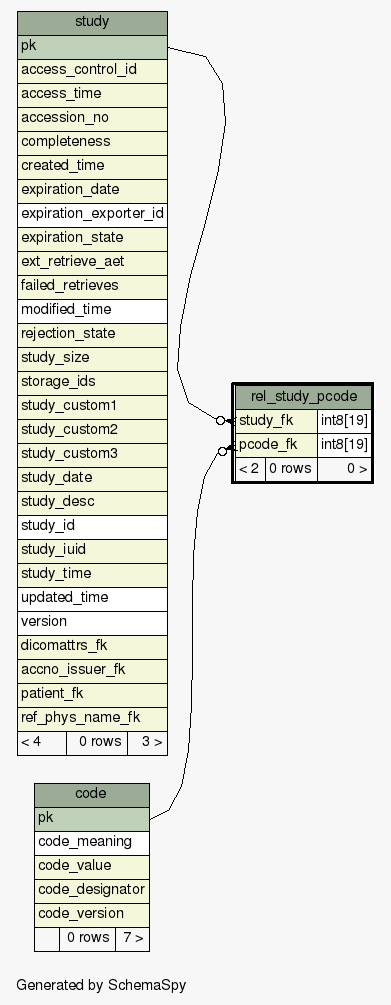 study
pk
access_control_id
access_time
accession_no
completeness
created_time
expiration_date
expiration_exporter_id
expiration_state
ext_retrieve_aet
failed_retrieves
modified_time
rejection_state
study_size
storage_ids
study_custom1
study_custom2
study_custom3
study_date
study_desc
study_id
study_iuid
study_time
updated_time
version
dicomattrs_fk
accno_issuer_fk
patient_fk
ref_phys_name_fk
< 4 0 rows 3 >
rel_study_pcode
study_fk int8[19]
pcode_fk int8[19]
< 2 0 rows 0 >
code
pk
code_meaning
code_value
code_designator
code_version
0 rows 7 >
Generated by SchemaSpy